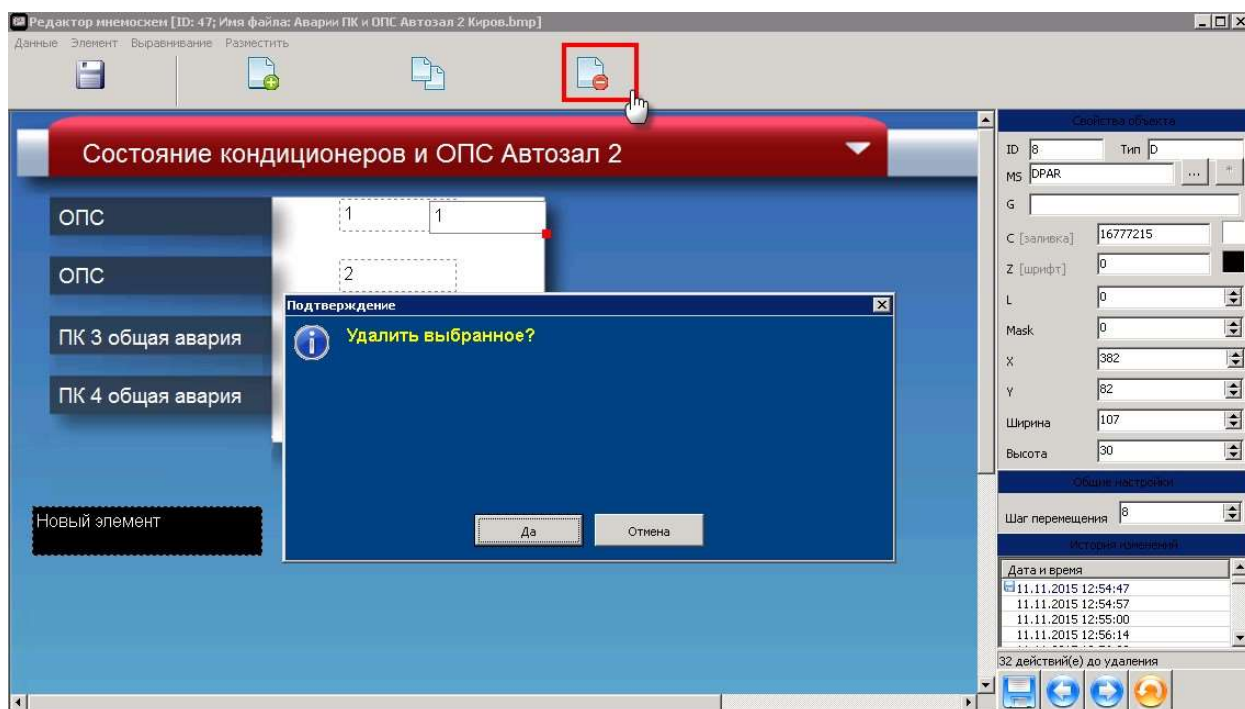 Редактор мнемосхем [ID: 47; Имя файла: Аварии ПК и ОПС Автозал 2 Киров.bmp]
Данные Элемент Выравнивание Разместить
Состояние кондиционеров и ОПС Автозал 2
ОПС
1
1
ОПС
2
ПК 3 общая авария
ПК 4 общая авария
Новый элемент
Подтверждение
Удалить выбранное?
Да
Отмена
Свойства объекта
ID 8 Тип D
MS DPAR ... *
G
C [заливка] 16777215
Z [шрифт] 0
L 0
Mask 0
X 382
Y 82
Ширина 107
Высота 30
Общие настройки
Шаг перемещения 8
История изменений
Дата и время
11.11.2015 12:54:47
11.11.2015 12:54:57
11.11.2015 12:55:00
11.11.2015 12:56:14
32 действий(е) до удаления